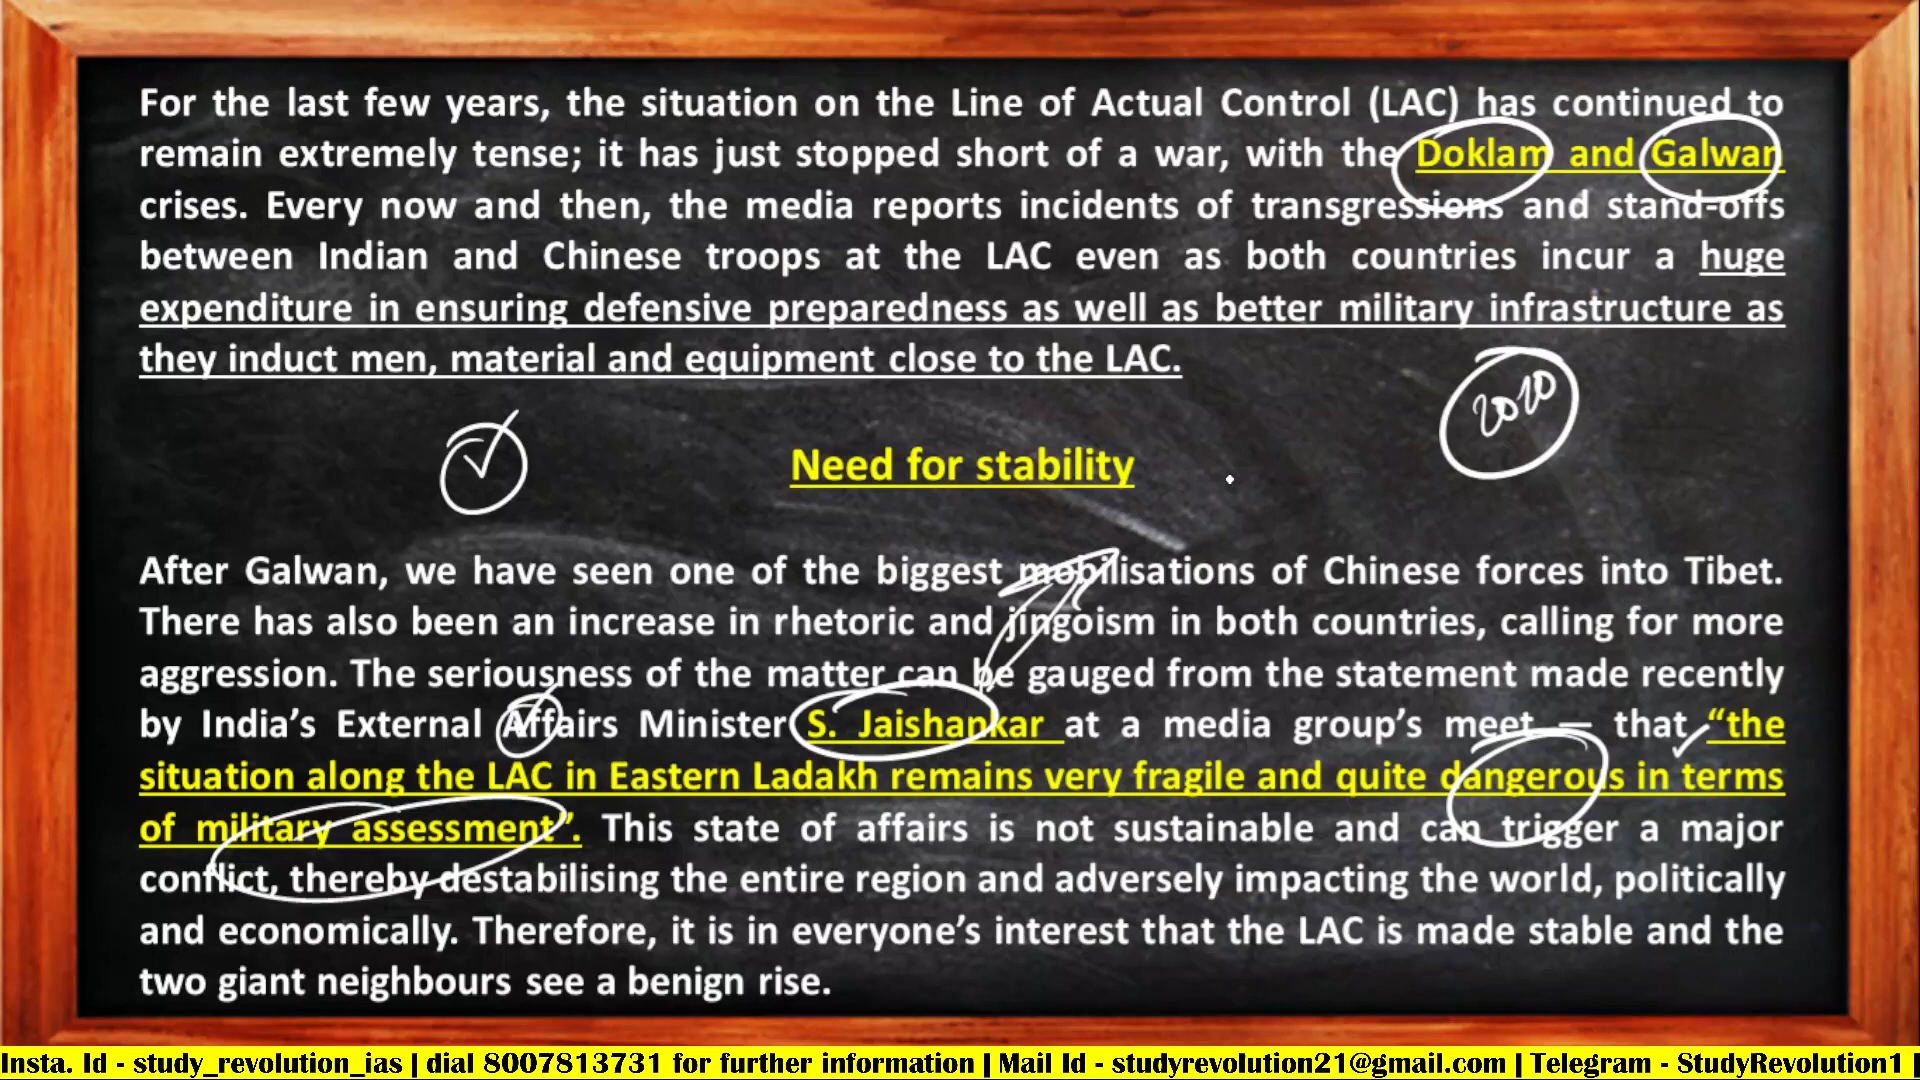 For the last few years, the situation on the Line of Actual Control (LAC) has continued to
remain extremely tense; it has just stopped short of a war, with the Doklam and Galwan
crises. Every now and then, the media reports incidents of transgressions and stand-offs
between Indian and Chinese troops at the LAC even as both countries incur a huge
expenditure in ensuring defensive preparedness as well as better military infrastructure as
they induct men, material and equipment close to the LAC.
2020
Need for stability
After Galwan, we have seen one of the biggest mobilisations of Chinese forces into Tibet.
There has also been an increase in rhetoric and jingoism in both countries, calling for more
aggression. The seriousness of the matter can be gauged from the statement made recently
by India’s External Affairs Minister S. Jaishankar at a media group’s meet — that “the
situation along the LAC in Eastern Ladakh remains very fragile and quite dangerous in terms
of military assessment”. This state of affairs is not sustainable and can trigger a major
conflict, thereby destabilising the entire region and adversely impacting the world, politically
and economically. Therefore, it is in everyone’s interest that the LAC is made stable and the
two giant neighbours see a benign rise.
Insta. Id - study_revolution_ias | dial 8007813731 for further information | Mail Id - studyrevolution21@gmail.com | Telegram - StudyRevolution1 |